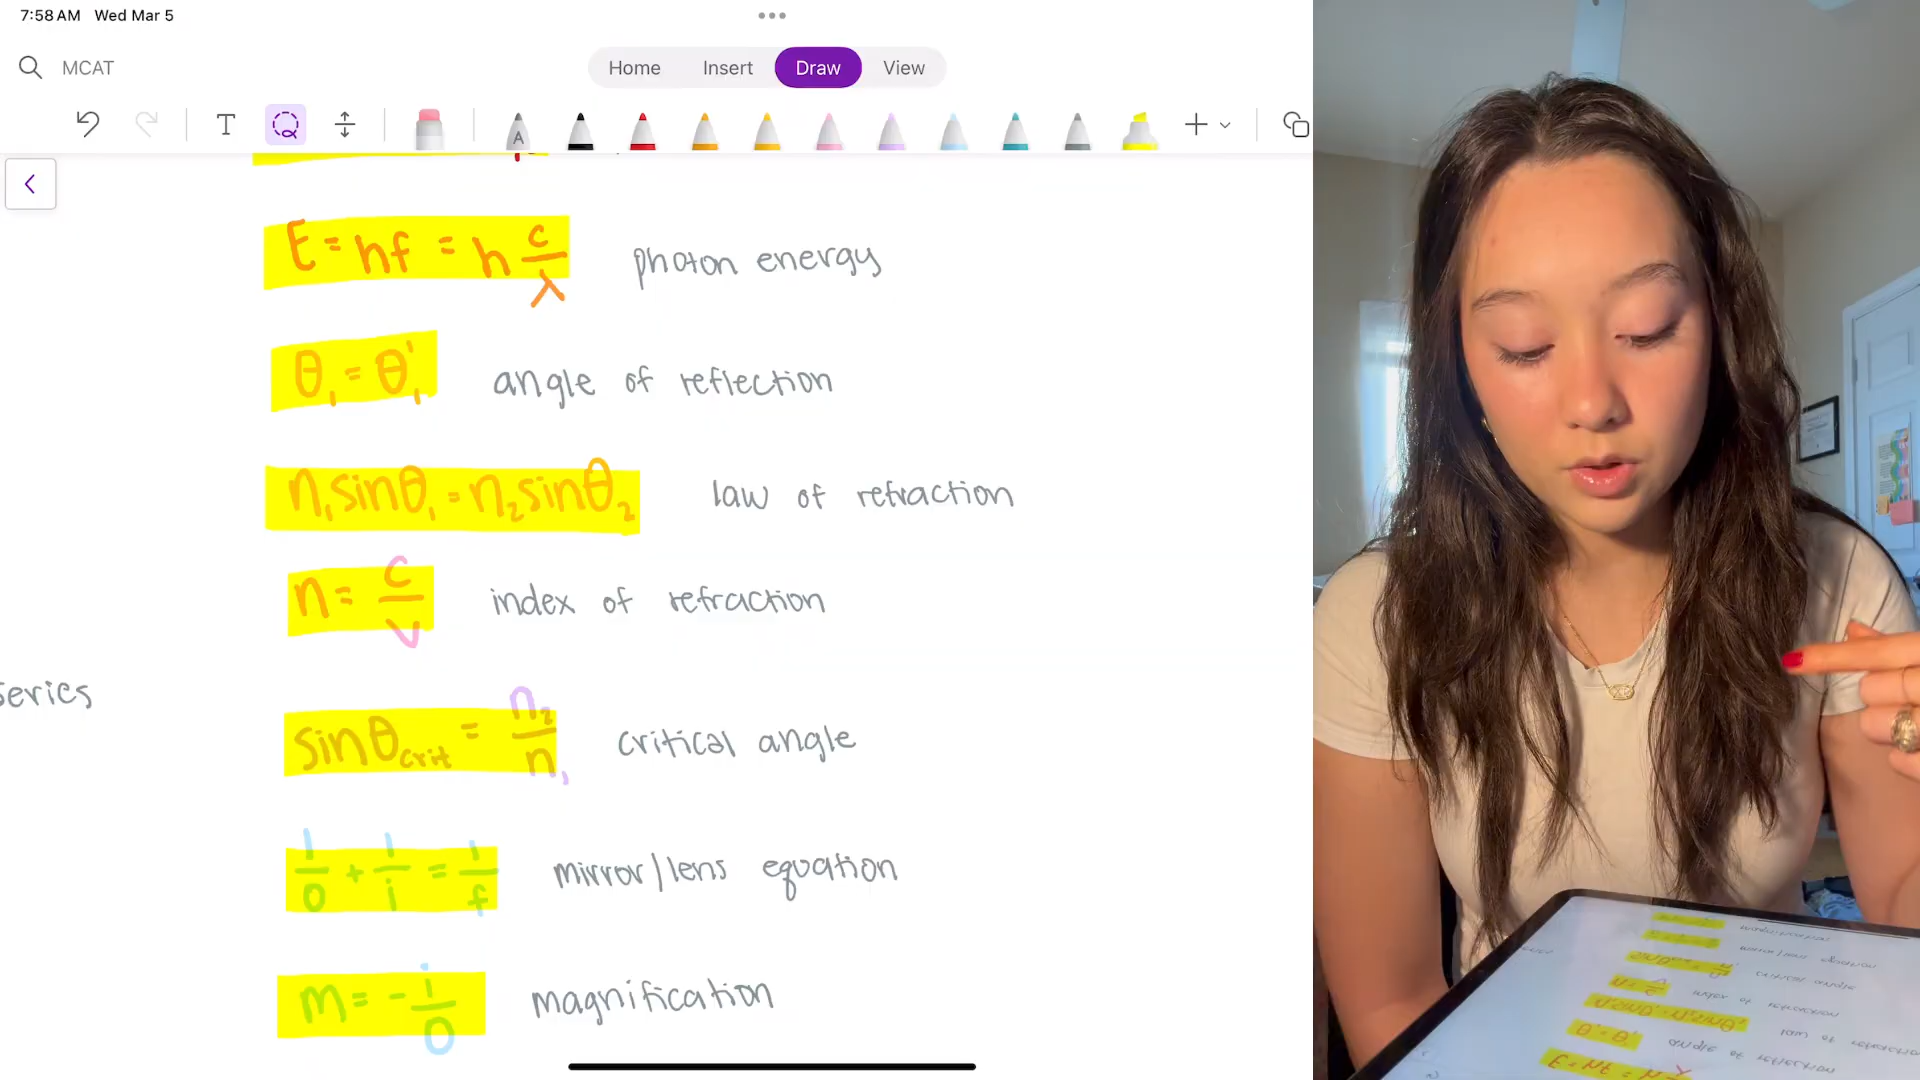 7:58 AM Wed Mar 5
MCAT
Home Insert Draw View
T
A
E = hf = h c/λ photon energy
θ₁ = θ₁' angle of reflection
n₁sinθ₁ = n₂sinθ₂ law of refraction
n = c/v index of refraction
series
sinθcrit = n₂/n₁ critical angle
1/o + 1/i = 1/f mirror/lens equation
m = - i/o magnification